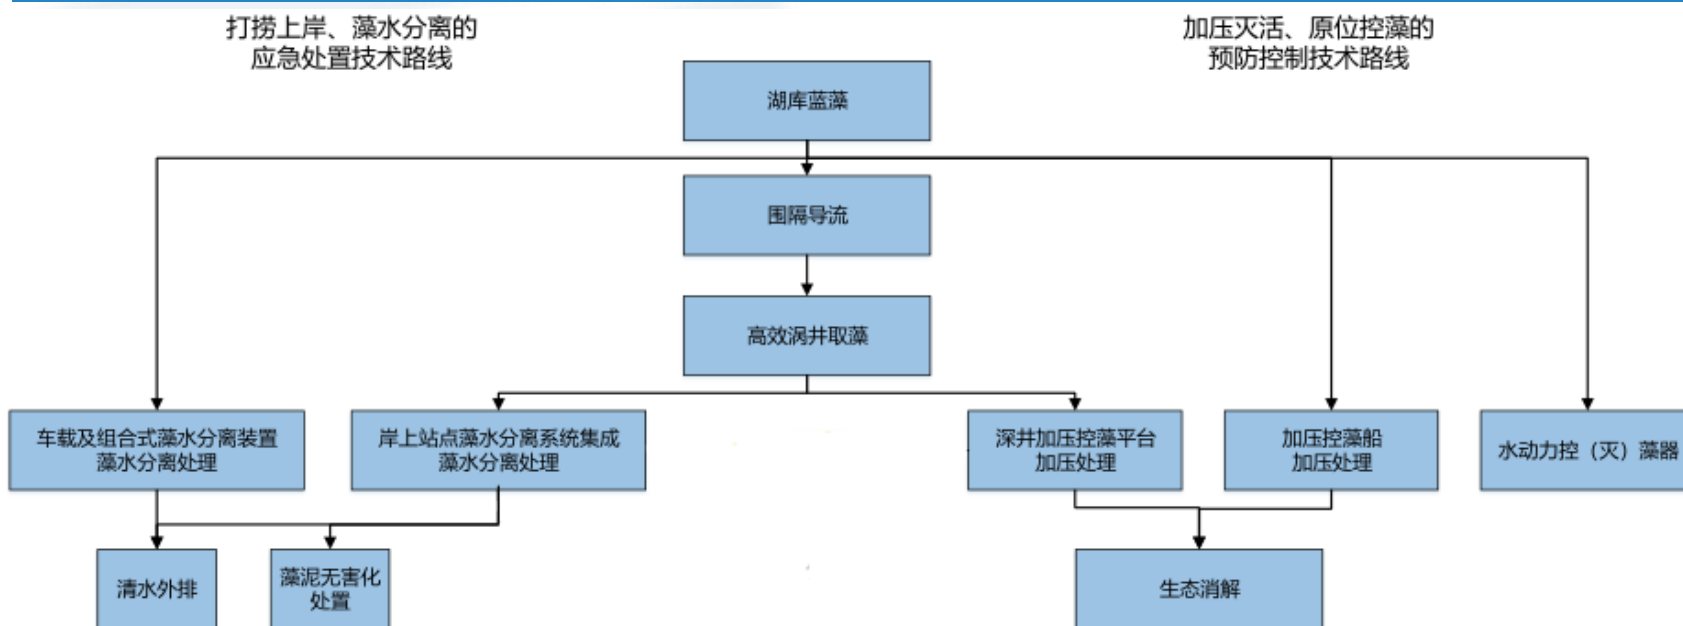 打捞上岸、藻水分离的
应急处置技术路线
加压灭活、原位控藻的
预防控制技术路线
湖库蓝藻
围隔导流
高效涡井取藻
车载及组合式藻水分离装置
藻水分离处理
岸上站点藻水分离系统集成
藻水分离处理
深井加压控藻平台
加压处理
加压控藻船
加压处理
水动力控（灭）藻器
清水外排
藻泥无害化
处置
生态消解